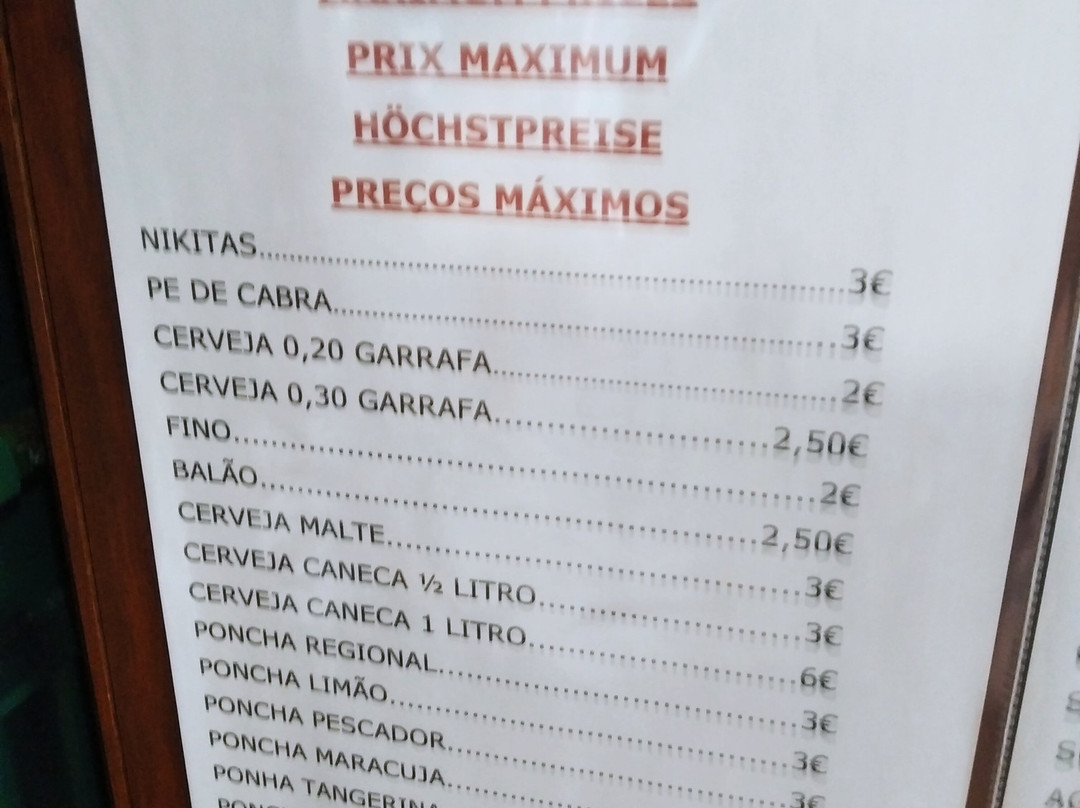 PRIX MAXIMUM
HÖCHSTPREISE
PREÇOS MÁXIMOS
NIKITAS.......................................................3€
PE DE CABRA...............................................3€
CERVEJA 0,20 GARRAFA................................2€
CERVEJA 0,30 GARRAFA...........................2,50€
FINO..........................................................2€
BALÃO...................................................2,50€
CERVEJA MALTE..........................................3€
CERVEJA CANECA ½ LITRO..........................3€
CERVEJA CANECA 1 LITRO...........................6€
PONCHA REGIONAL.....................................3€
PONCHA LIMÃO..........................................3€
PONCHA PESCADOR....................................3€
PONCHA MARACUJA
PONHA TANGERINA